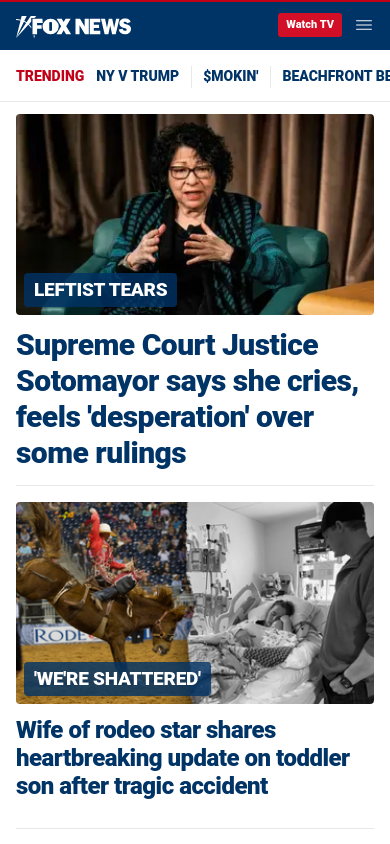 FOX NEWS
Watch TV
TRENDING NY V TRUMP $MOKIN' BEACHFRONT BE
LEFTIST TEARS
Supreme Court Justice
Sotomayor says she cries,
feels 'desperation' over
some rulings
RODE
'WE'RE SHATTERED'
Wife of rodeo star shares
heartbreaking update on toddler
son after tragic accident